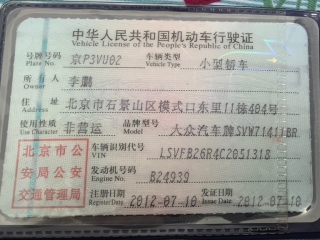 中华人民共和国机动车行驶证
Vehicle License of the People's Republic of China
号牌号码 京P3VU02 车辆类型 小型轿车
Plate No. Vehicle Type
所有人 李鹏
Owner
住址 北京市石景山区模式口东里11栋404号
Address
使用性质 非营运 品牌型号 大众汽车牌SVW71411BR
Use Character Model
北京市公安局公安交通管理局
车辆识别代号 LSVFB26R4C2051318
VIN
发动机号码 B24939
Engine No.
注册日期 2012-07-10 发证日期 2012-07-10
Register Date Issue Date